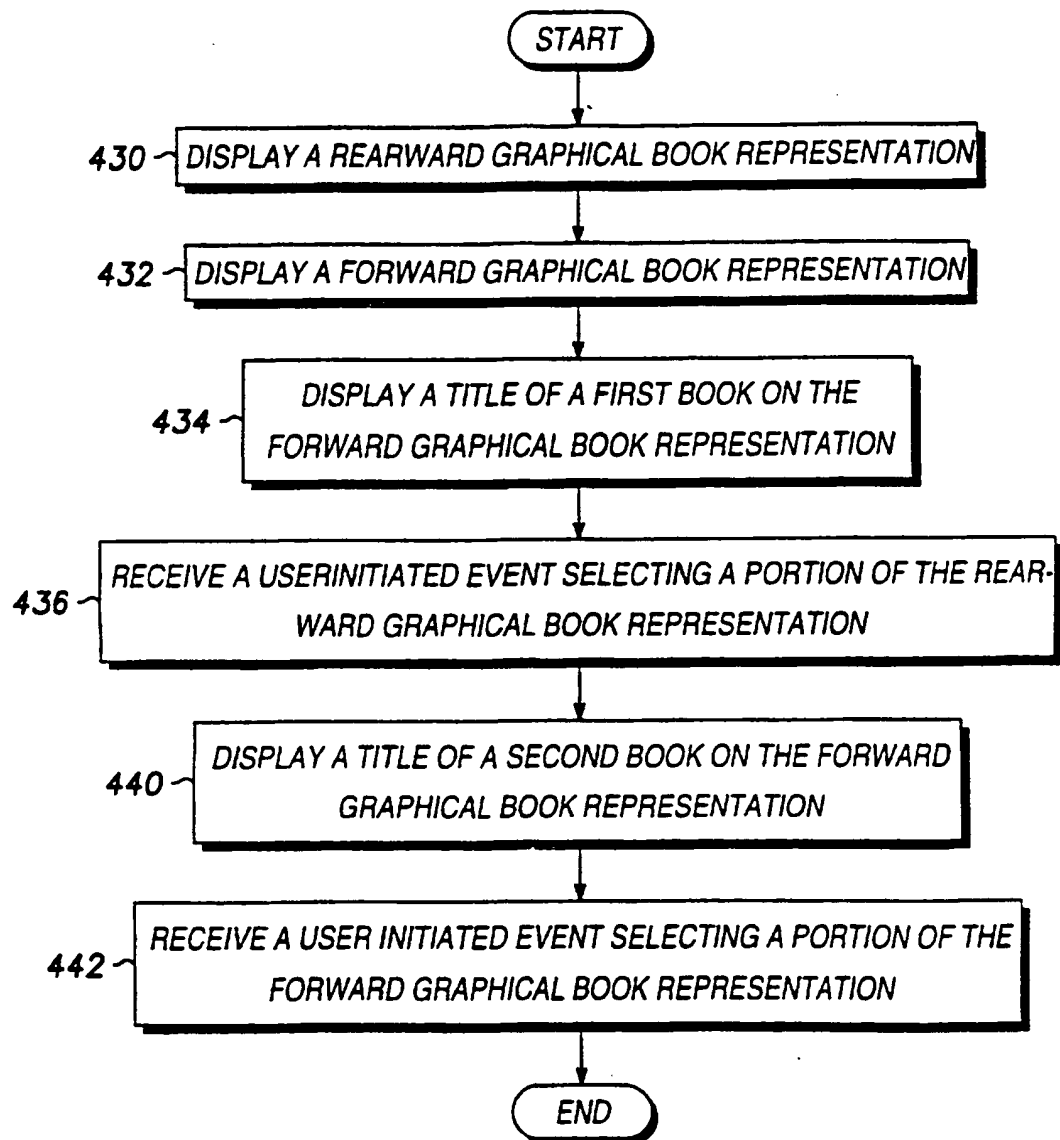 START
430 DISPLAY A REARWARD GRAPHICAL BOOK REPRESENTATION
432 DISPLAY A FORWARD GRAPHICAL BOOK REPRESENTATION
434
DISPLAY A TITLE OF A FIRST BOOK ON THE
FORWARD GRAPHICAL BOOK REPRESENTATION
436
RECEIVE A USERINITIATED EVENT SELECTING A PORTION OF THE REAR-
WARD GRAPHICAL BOOK REPRESENTATION
440
DISPLAY A TITLE OF A SECOND BOOK ON THE FORWARD
GRAPHICAL BOOK REPRESENTATION
442
RECEIVE A USER INITIATED EVENT SELECTING A PORTION OF THE
FORWARD GRAPHICAL BOOK REPRESENTATION
END